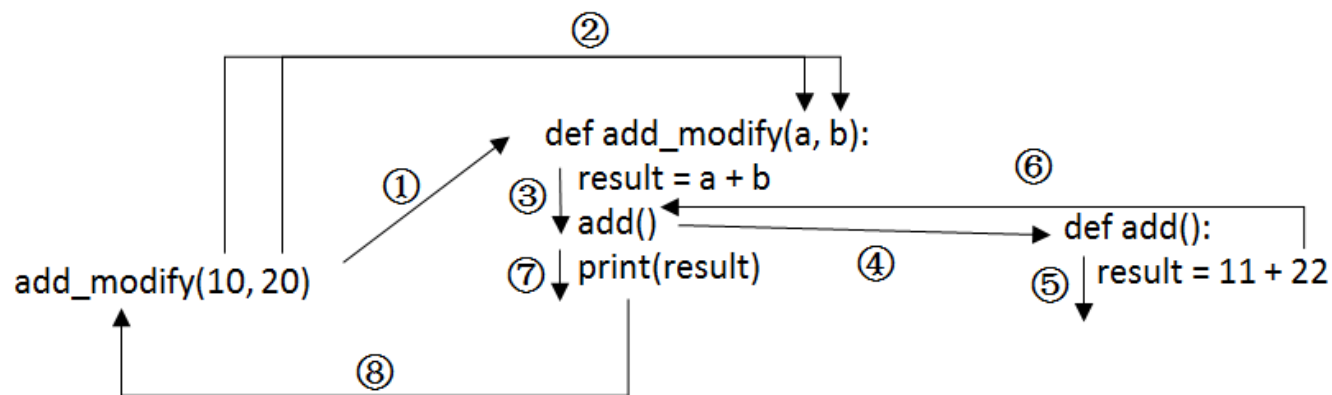 ②
def add_modify(a, b):
⑥
①
③
result = a + b
add()
def add():
add_modify(10, 20)
⑦
print(result)
④
⑤
result = 11 + 22
⑧